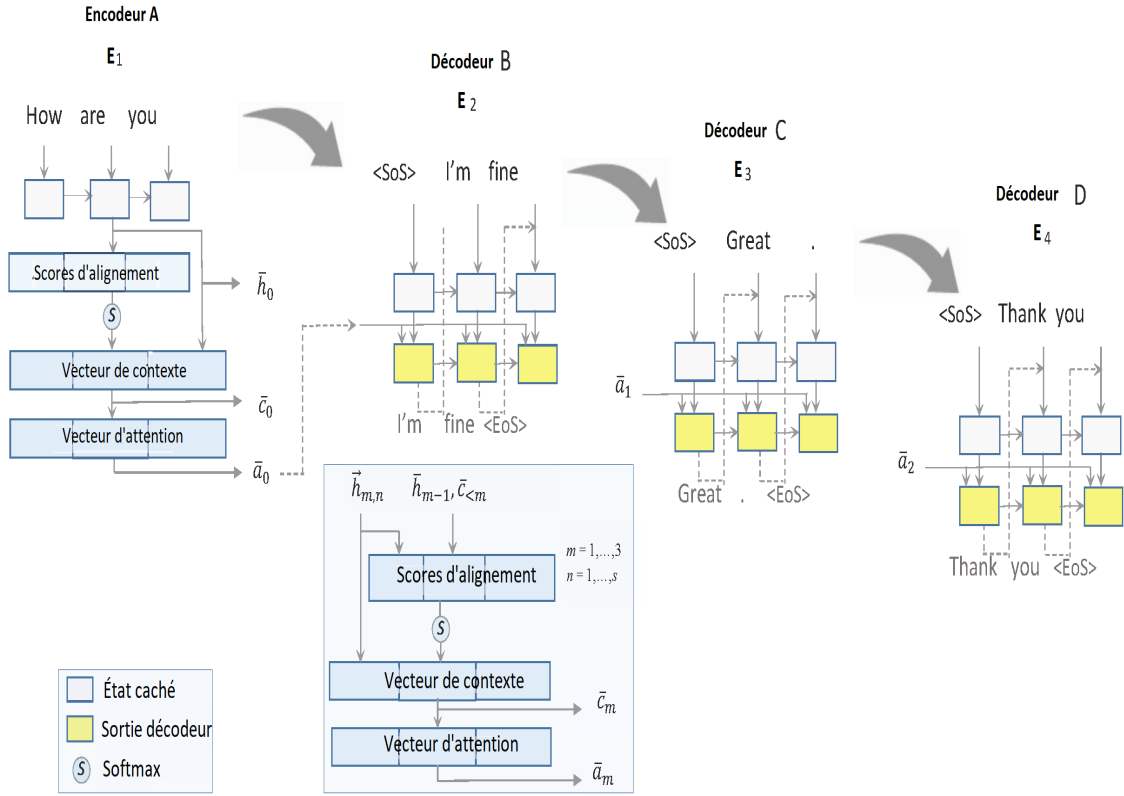 Encodeur A
E1
How are you
.Scores d'alignement
S
h̄0
Vecteur de contexte
c̄0
Vecteur d'attention
ā0
Décodeur B
E 2
<SoS> I'm fine
I'm fine <EoS>
Décodeur C
E3
<SoS> Great .
ā1
Great . <EoS>
Décodeur D
E4
<SoS> Thank you
ā2
Thank you <EoS>
h⃗m,n h̄m−1, c̄<m
m = 1,...,3
Scores d'alignement
n = 1,...,s
S
Vecteur de contexte
c̄m
Vecteur d'attention
ām
État caché
Sortie décodeur
S Softmax